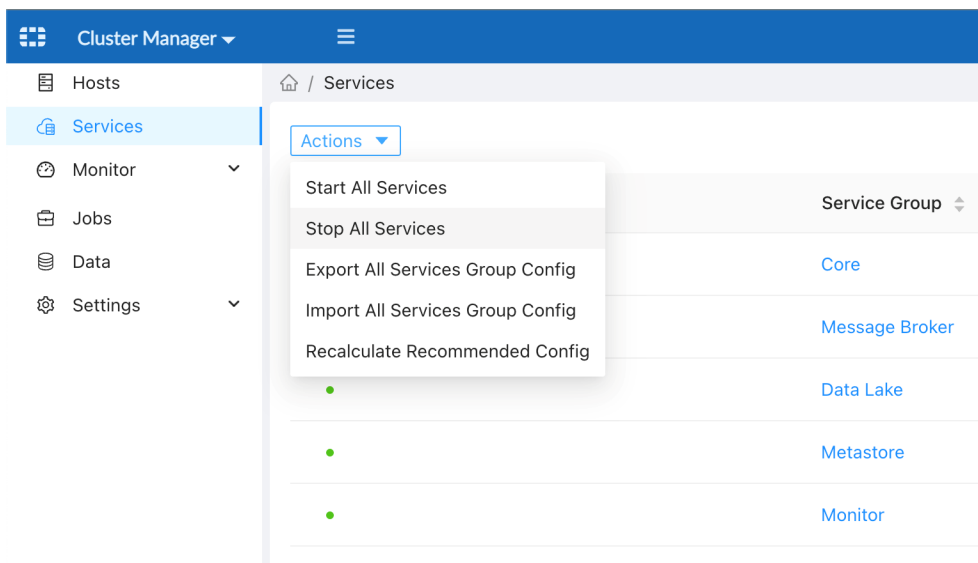 Cluster Manager
Hosts
/ Services
Services
Actions
Monitor
Start All Services
Service Group
Jobs
Stop All Services
Data
Export All Services Group Config
Core
Settings
Import All Services Group Config
Message Broker
Recalculate Recommended Config
Data Lake
Metastore
Monitor